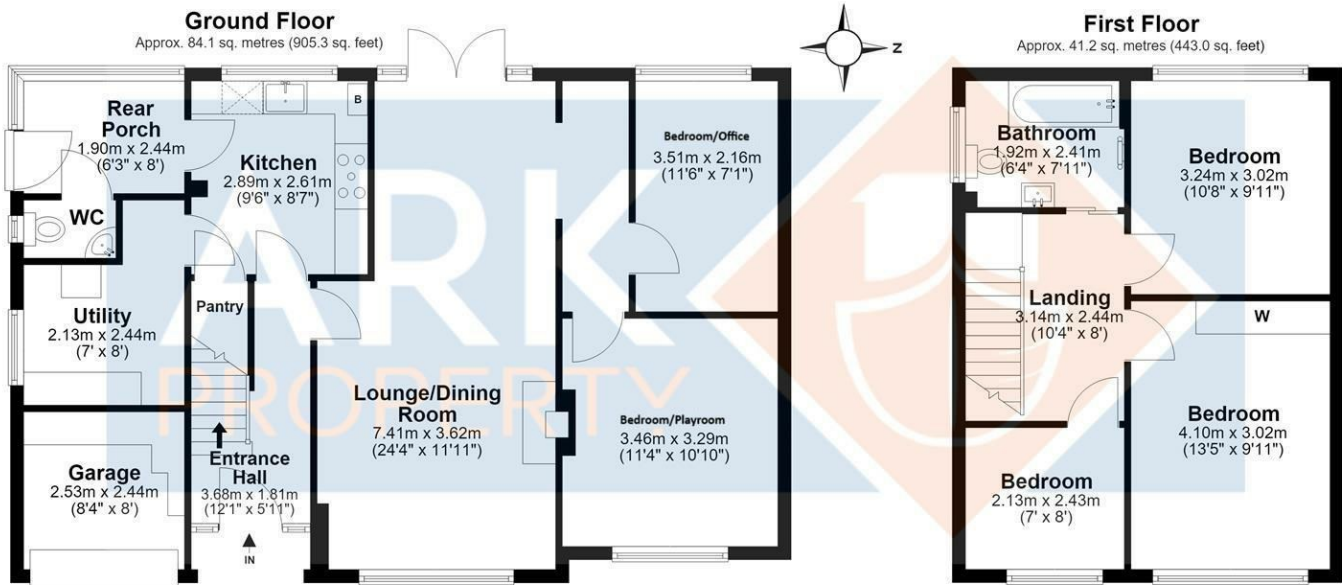 Ground Floor
Approx. 84.1 sq. metres (905.3 sq. feet)
Z
First Floor
Approx. 41.2 sq. metres (443.0 sq. feet)
Rear
Porch
1.90m x 2.44m
(6'3" x 8')
Kitchen
2.89m x 2.61m
(9'6" x 8'7")
B
Bedroom/Office
3.51m x 2.16m
(11'6" x 7'1")
WC
Pantry
Utility
2.13m x 2.44m
(7' x 8')
Lounge/Dining
Room
7.41m x 3.62m
(24'4" x 11'11")
Bedroom/Playroom
3.46m x 3.29m
(11'4" x 10'10")
Garage
2.53m x 2.44m
(8'4" x 8')
Entrance
Hall
3.68m x 1.81m
(12'1" x 5'11")
IN
Bathroom
1.92m x 2.41m
(6'4" x 7'11")
Bedroom
3.24m x 3.02m
(10'8" x 9'11")
Landing
3.14m x 2.44m
(10'4" x 8')
W
Bedroom
4.10m x 3.02m
(13'5" x 9'11")
Bedroom
2.13m x 2.43m
(7' x 8')
ARK
PROPERTY